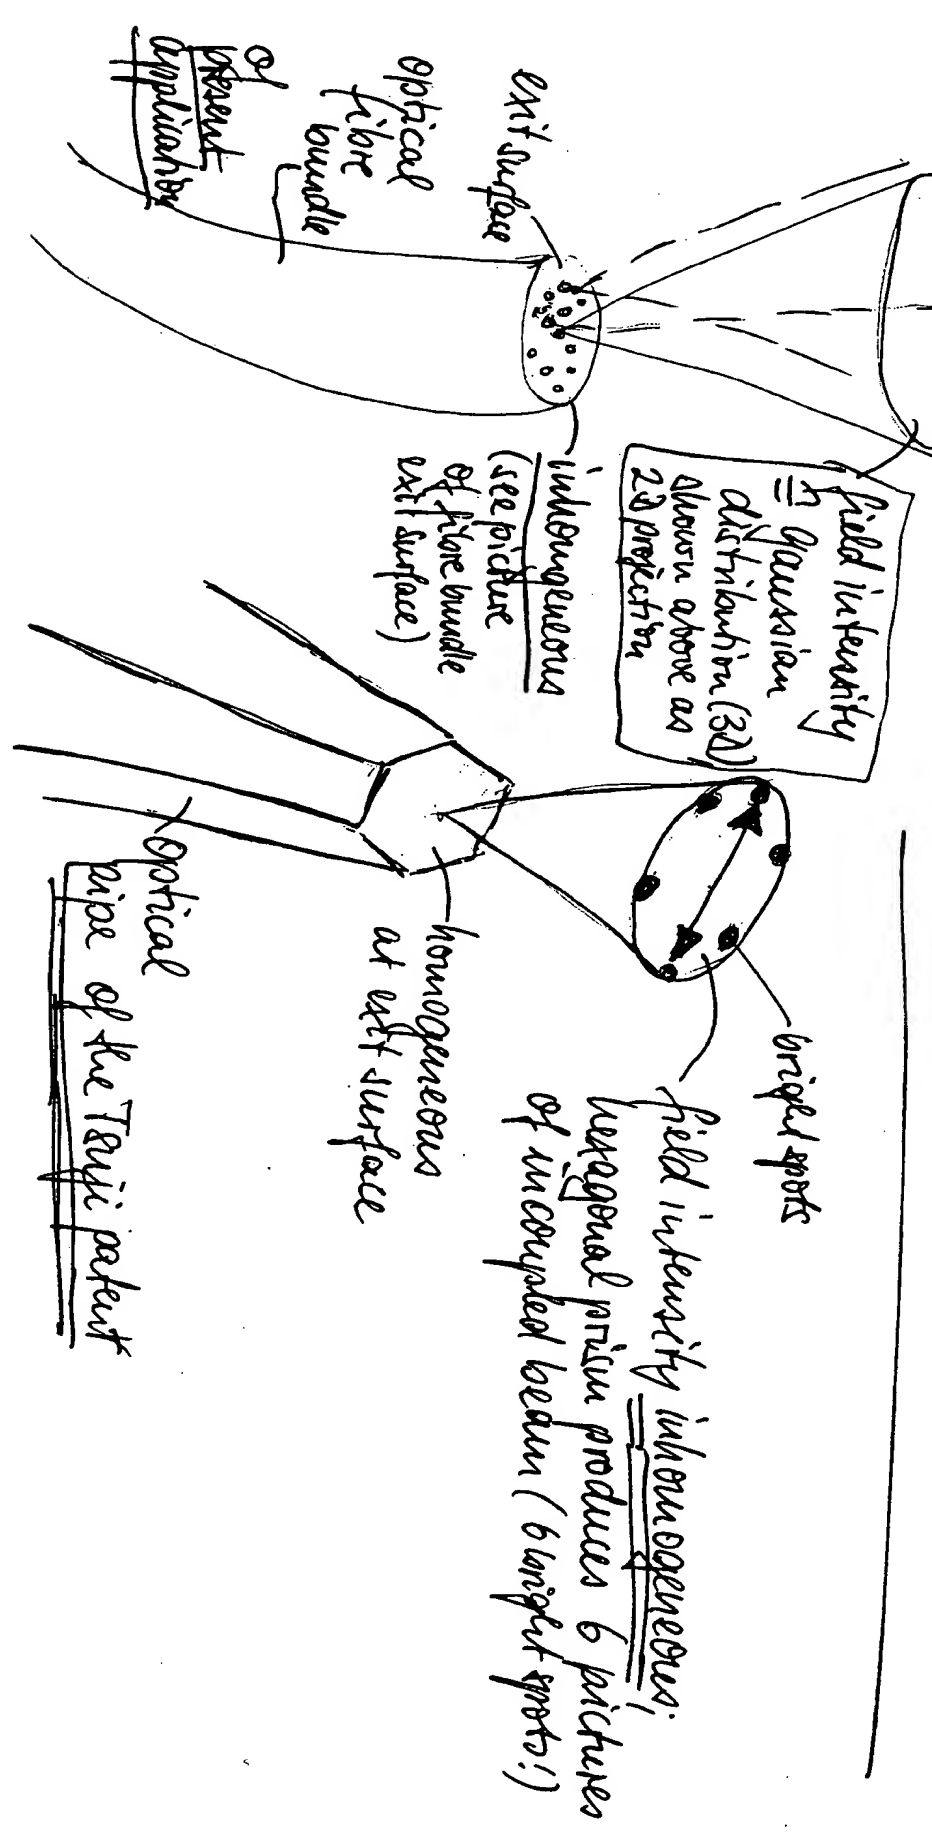 exit surface
optical
fibre
bundle
of
present
application
field intensity
≙ gaussian
distribution (3D)
shown above as
2D projection
inhomogeneous
(see picture
of fibre bundle
exit surface)
bright spots
field intensity inhomogeneous;
hexagonal prism produces 6 pictures
of incoupled beam (6 bright spots!)
homogeneous
at exit surface
optical
pipe of the Tsuji patent